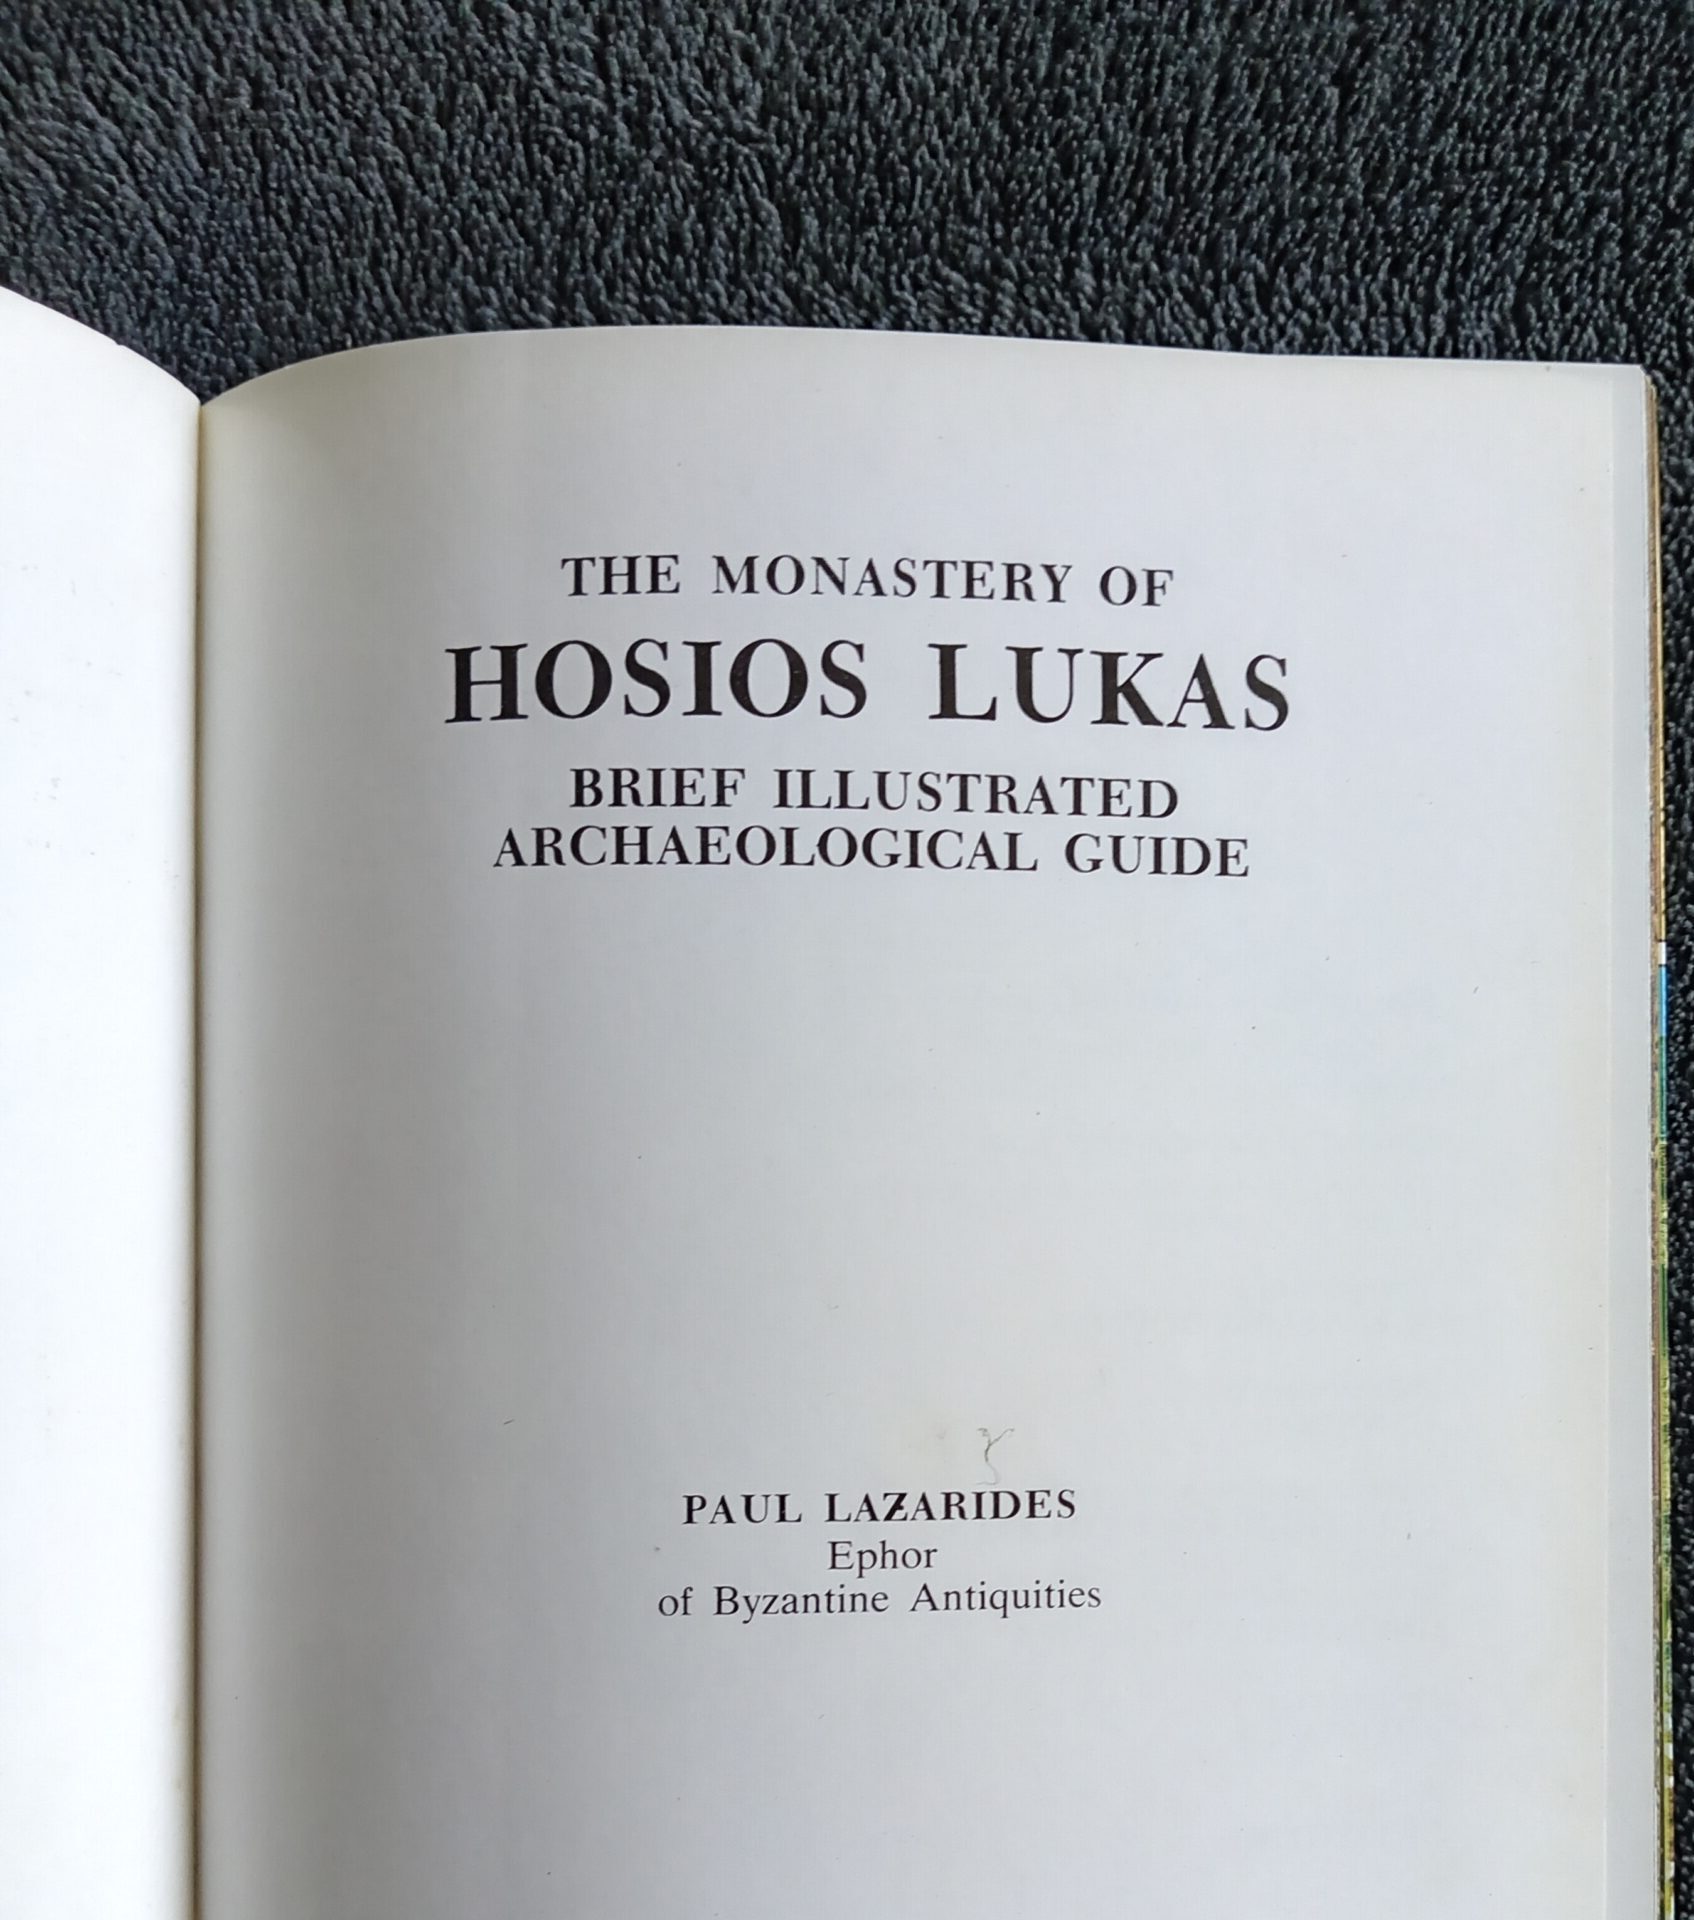 THE MONASTERY OF
HOSIOS LUKAS
BRIEF ILLUSTRATED
ARCHAEOLOGICAL GUIDE
PAUL LAZARIDES
Ephor
of Byzantine Antiquities